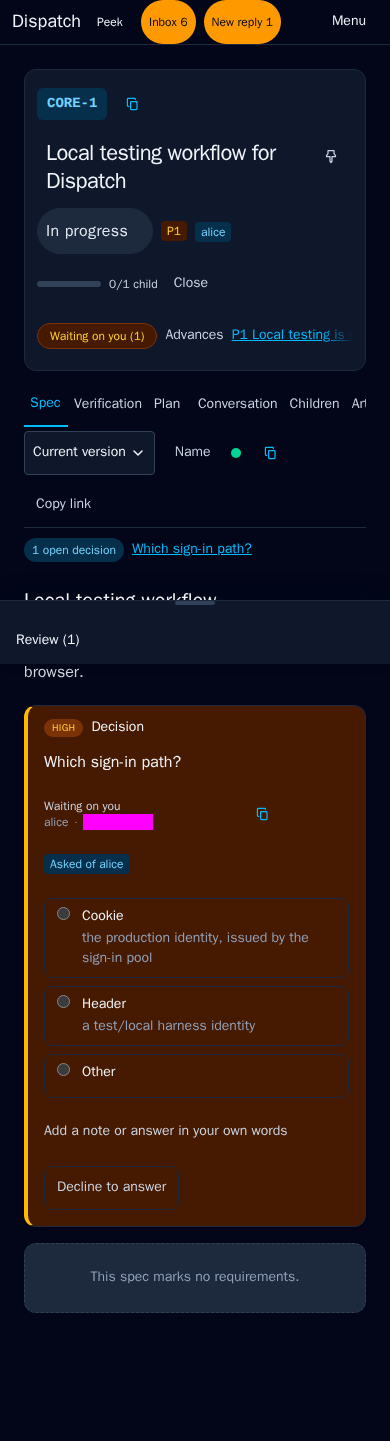 Dispatch Peek Inbox 6 New reply 1 Menu
CORE-1
Local testing workflow for
Dispatch
In progress P1 alice
0/1 child Close
Waiting on you (1) Advances P1 Local testing is
Spec Verification Plan Conversation Children Art
Current version Name
Copy link
1 open decision Which sign-in path?
Local testing workflow
Review (1)
browser.
HIGH Decision
Which sign-in path?
Waiting on you
alice ·
Asked of alice
Cookie
the production identity, issued by the
sign-in pool
Header
a test/local harness identity
Other
Add a note or answer in your own words
Decline to answer
This spec marks no requirements.